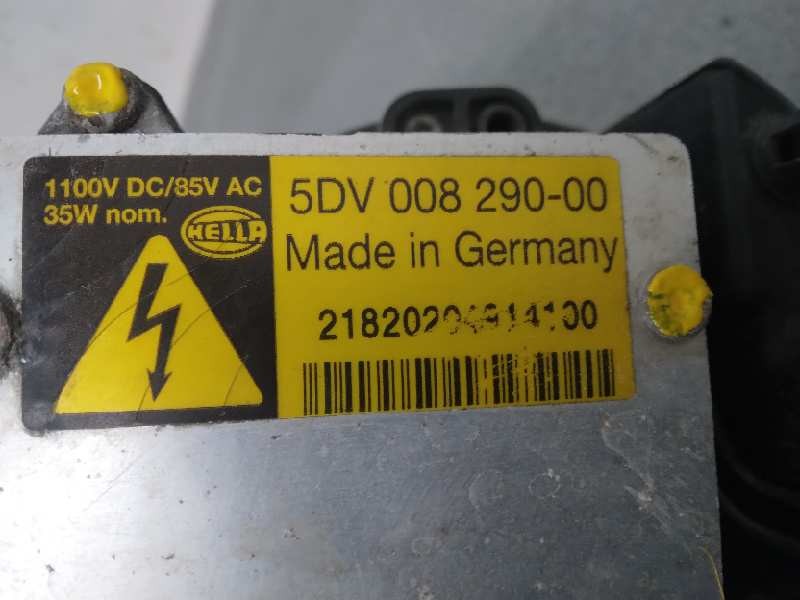 1100V DC/85V AC
35W nom.
HELLA
5DV 008 290-00
Made in Germany